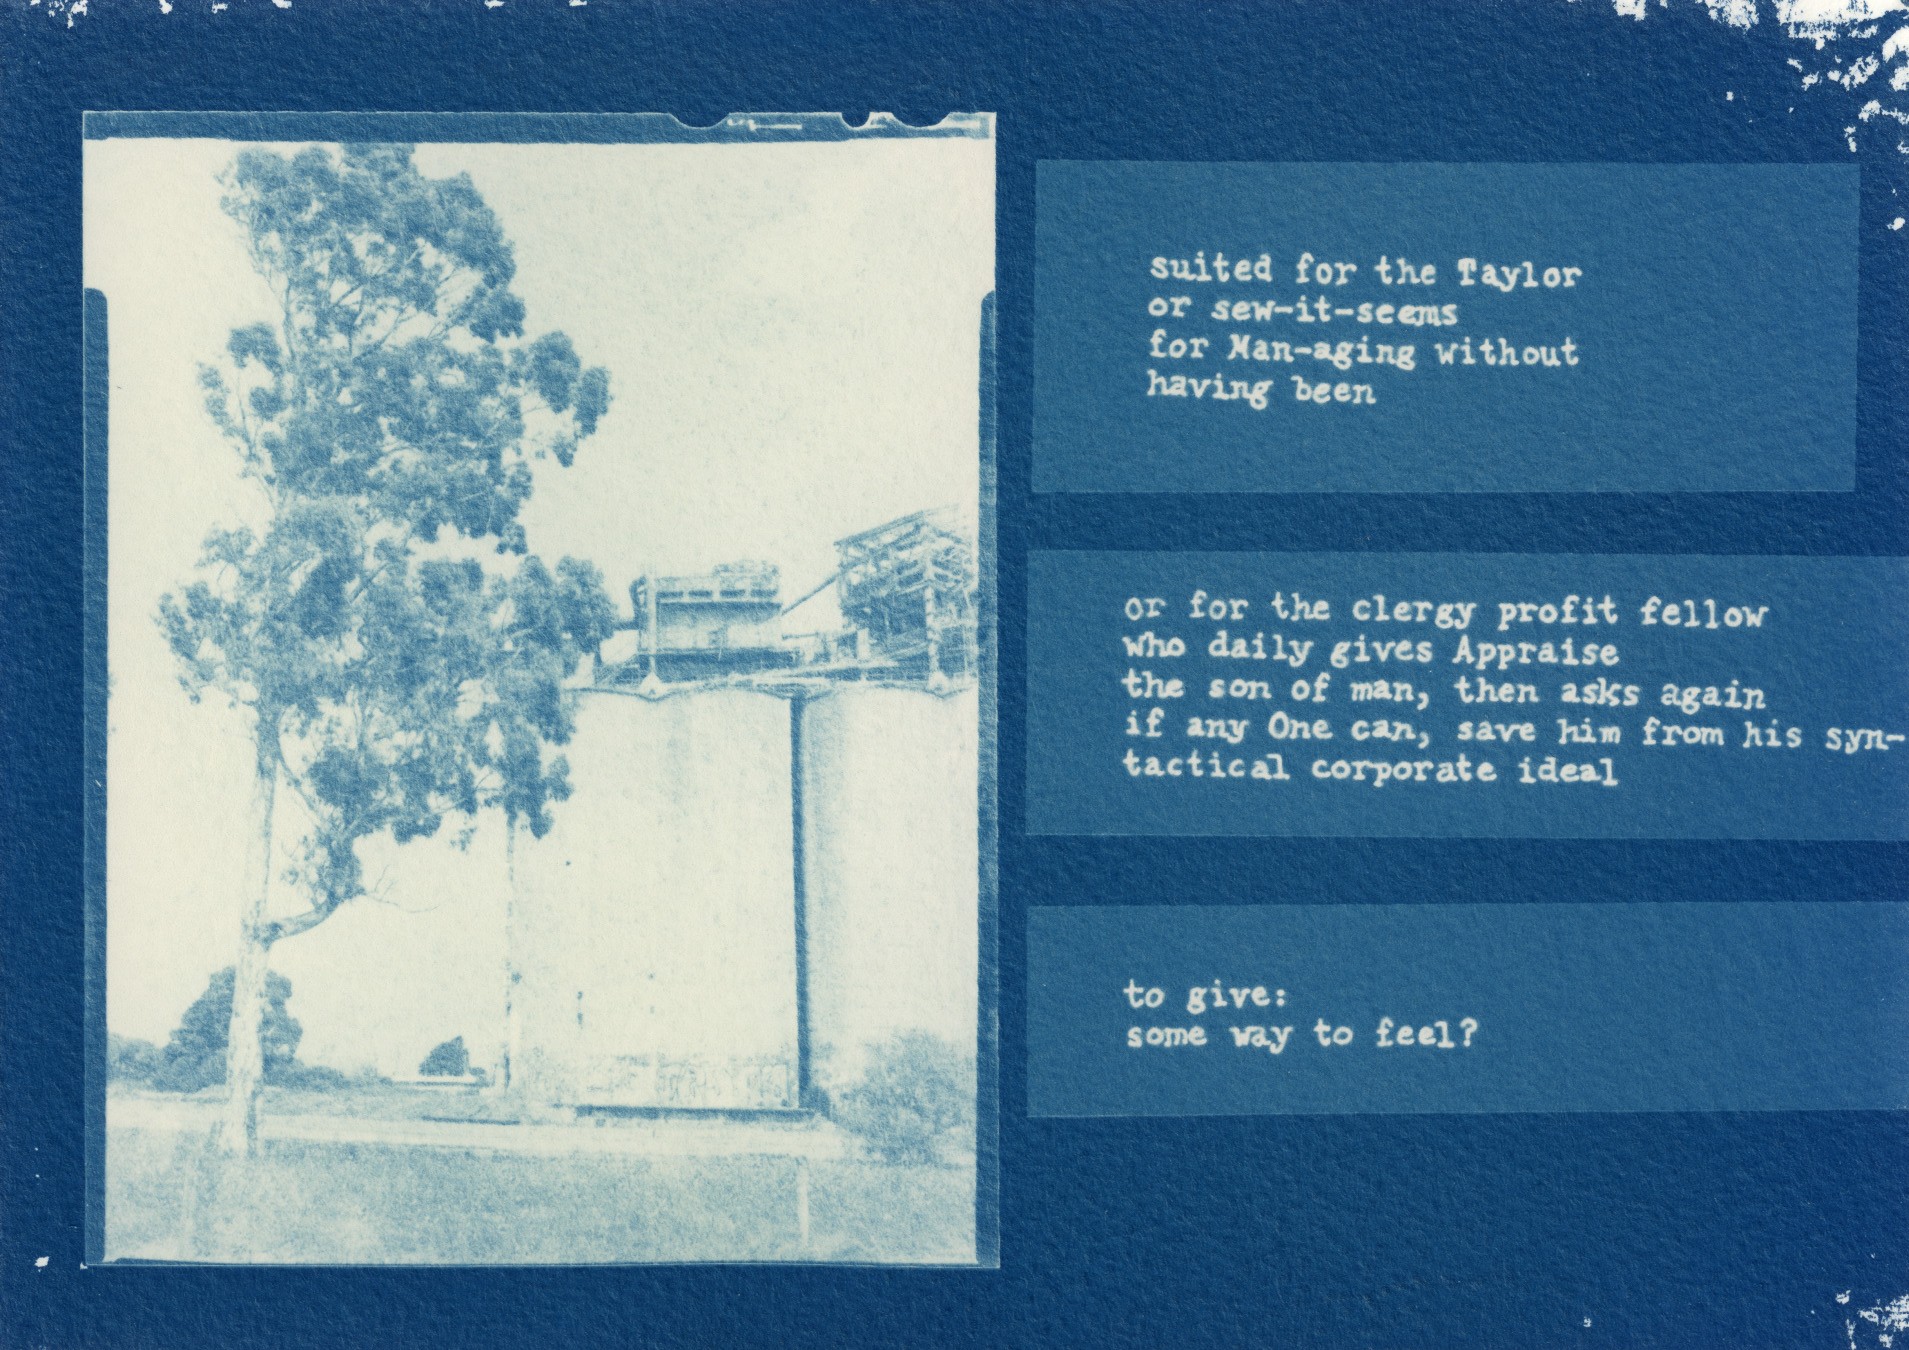 suited for the Taylor
or sew-it-seems
for Man-aging without
having been
or for the clergy profit fellow
who daily gives Appraise
the son of man, then asks again
if any One can, save him from his syn-
tactical corporate ideal
to give:
some way to feel?